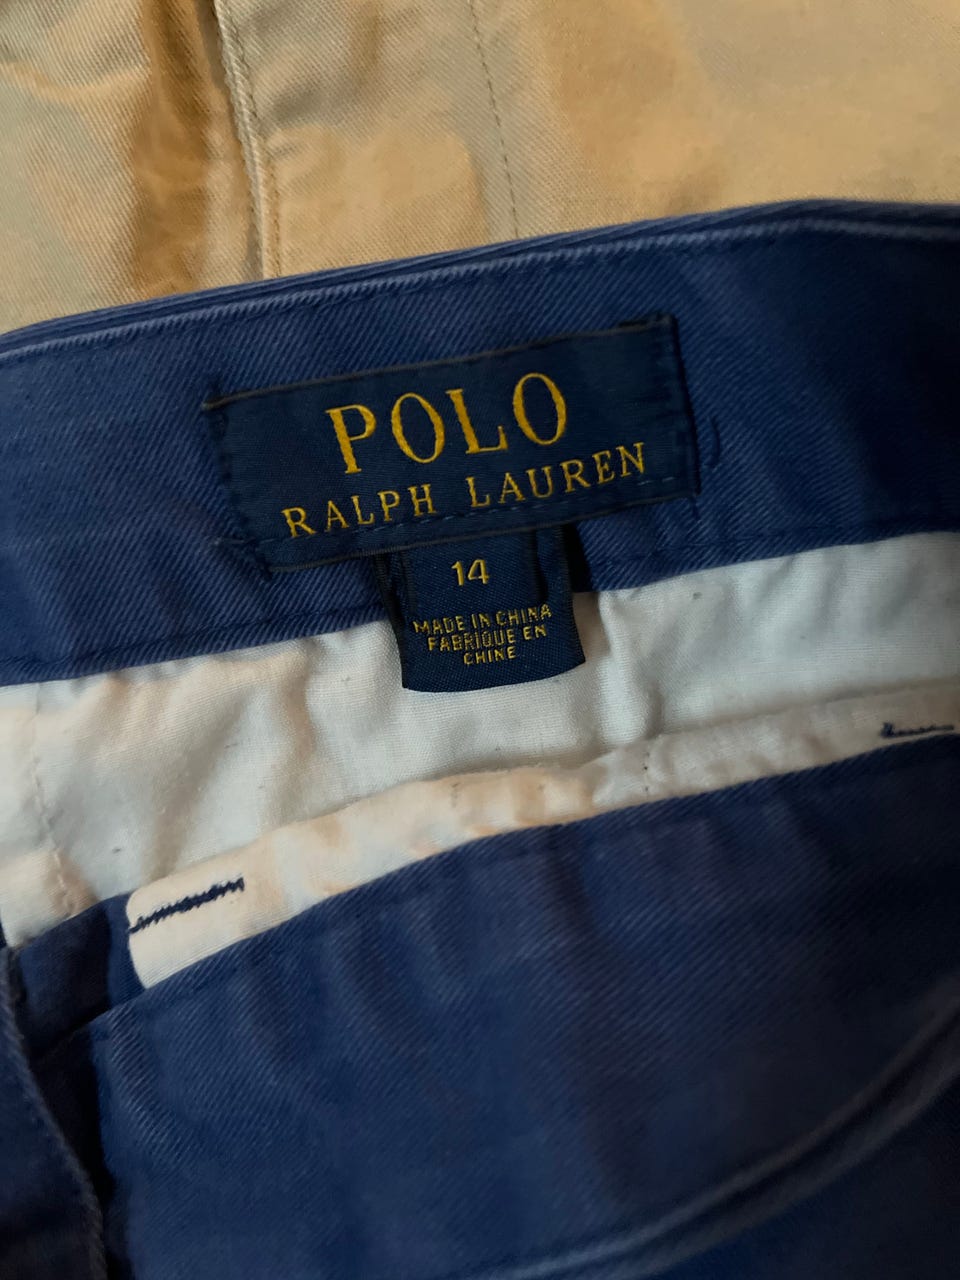 POLO
RALPH LAUREN
14
MADE IN CHINA
FABRIQUE EN
CHINE